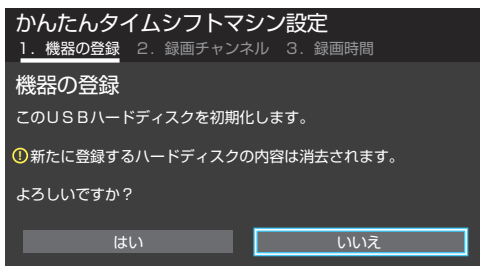 かんたんタイムシフトマシン設定
1．機器の登録　2．録画チャンネル　3．録画時間
機器の登録
このＵＳＢハードディスクを初期化します。
新たに登録するハードディスクの内容は消去されます。
よろしいですか？
はい　いいえ